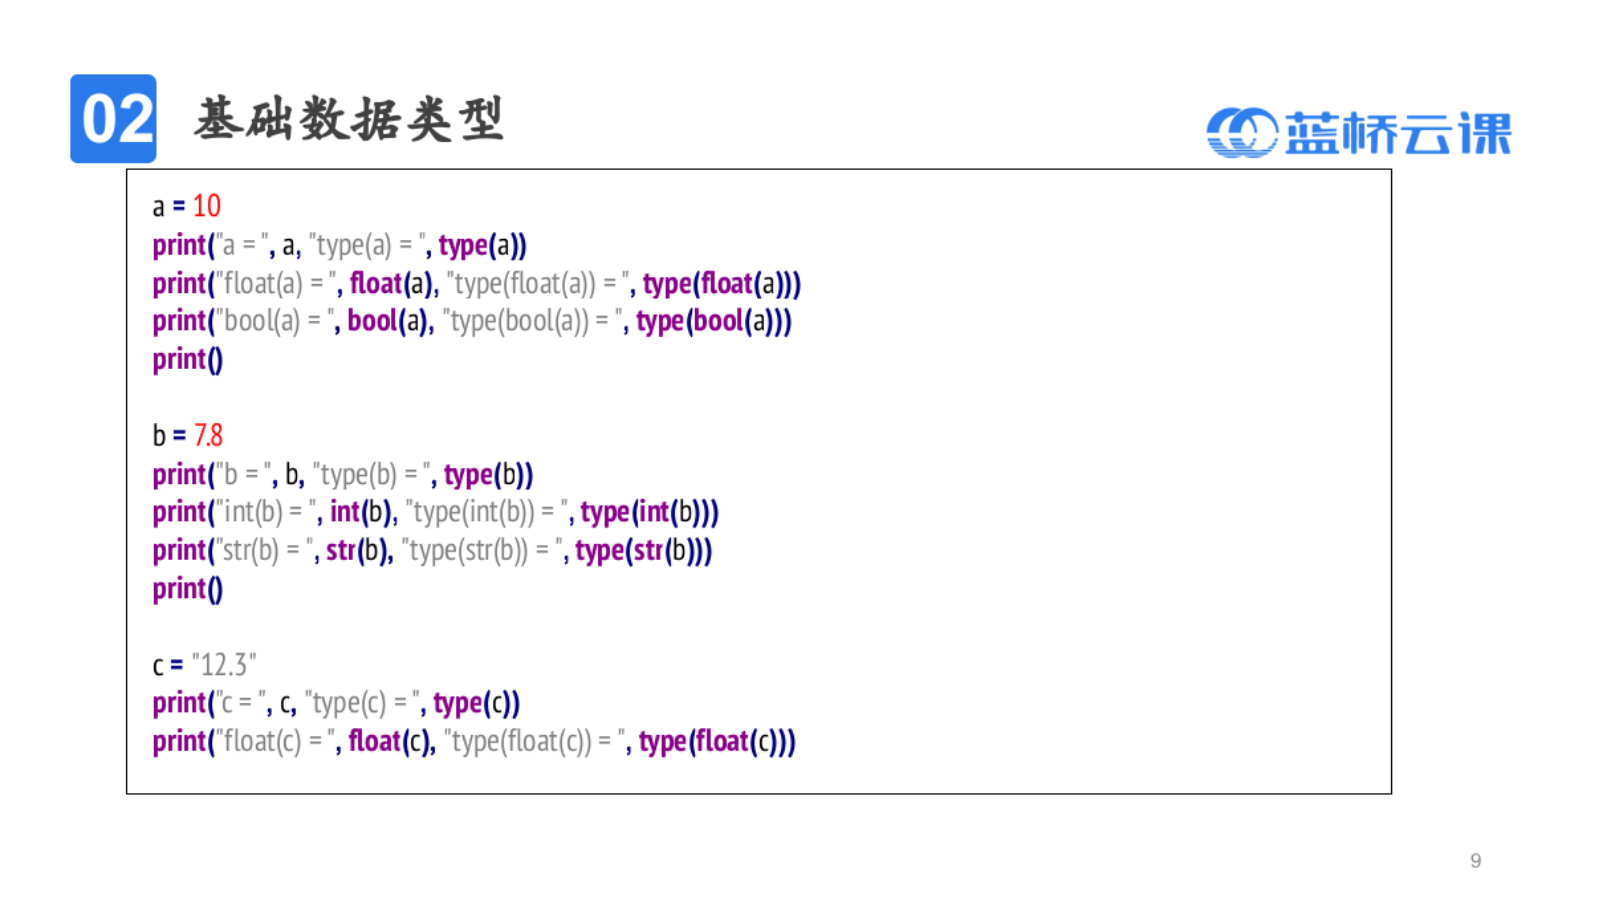 02 基础数据类型
蓝桥云课
a = 10
print("a = ", a, "type(a) = ", type(a))
print("float(a) = ", float(a), "type(float(a)) = ", type(float(a)))
print("bool(a) = ", bool(a), "type(bool(a)) = ", type(bool(a)))
print()
b = 7.8
print("b = ", b, "type(b) = ", type(b))
print("int(b) = ", int(b), "type(int(b)) = ", type(int(b)))
print("str(b) = ", str(b), "type(str(b)) = ", type(str(b)))
print()
c = "12.3"
print("c = ", c, "type(c) = ", type(c))
print("float(c) = ", float(c), "type(float(c)) = ", type(float(c)))
9